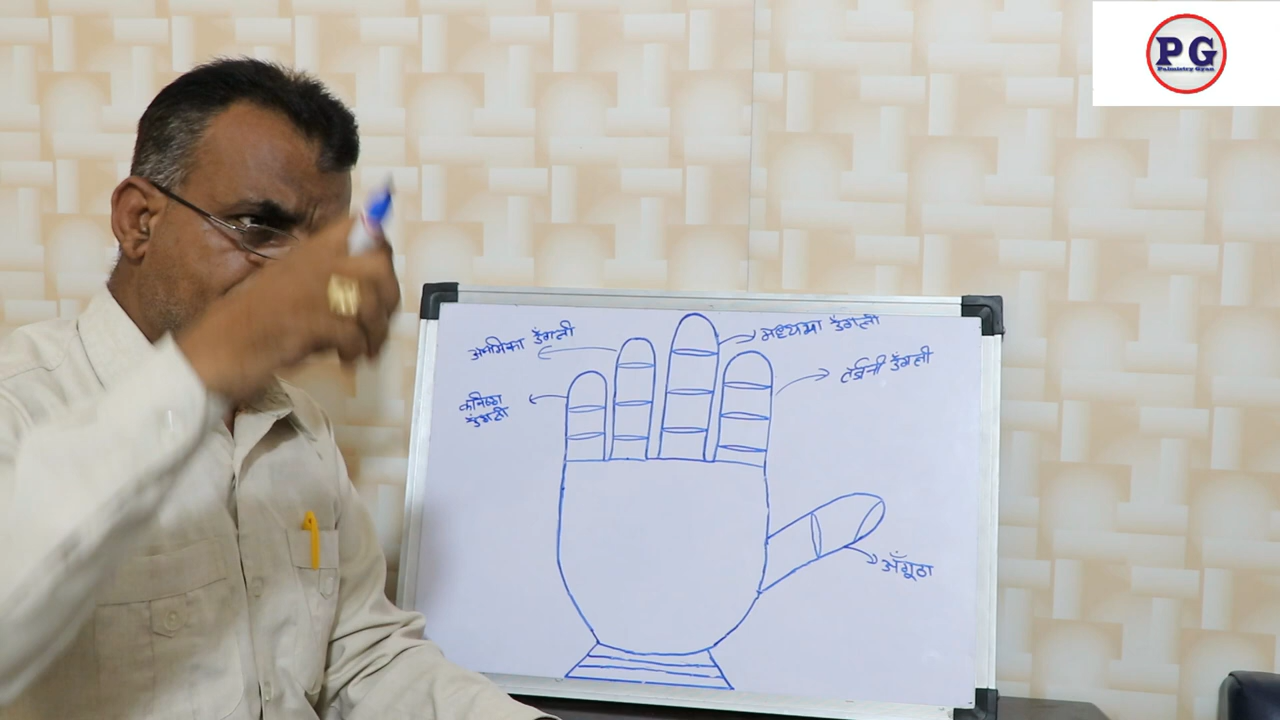 PG
Palmistry Gyan
अनामिका उँगली
मध्यमा उँगली
तर्जनी उँगली
कनिष्ठा
उँगली
अँगूठा